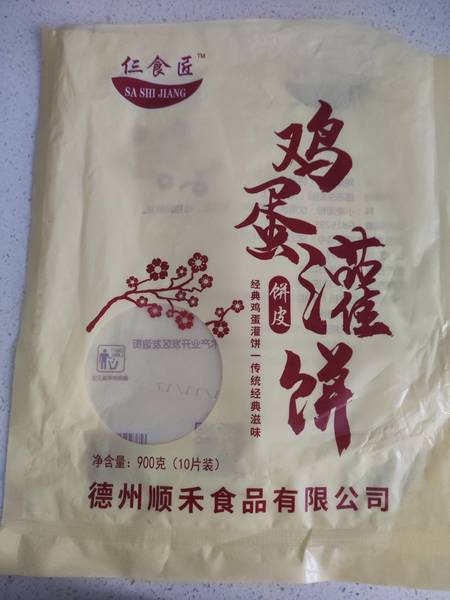 仨食匠™
SA SHI JIANG
鸡蛋灌饼
饼皮
经典鸡蛋灌饼一传统经典滋味
净含量：900克（10片装）
德州顺禾食品有限公司